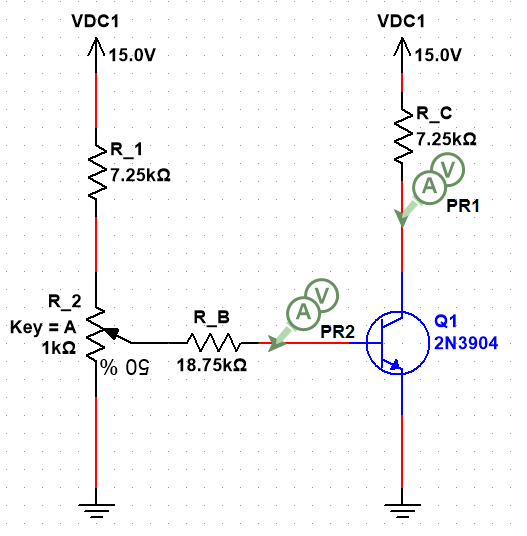 VDC1
15.0V
R_1
7.25kΩ
R_2
Key = A
1kΩ
50 %
R_B
18.75kΩ
A
V
PR2
VDC1
15.0V
R_C
7.25kΩ
A
V
PR1
Q1
2N3904